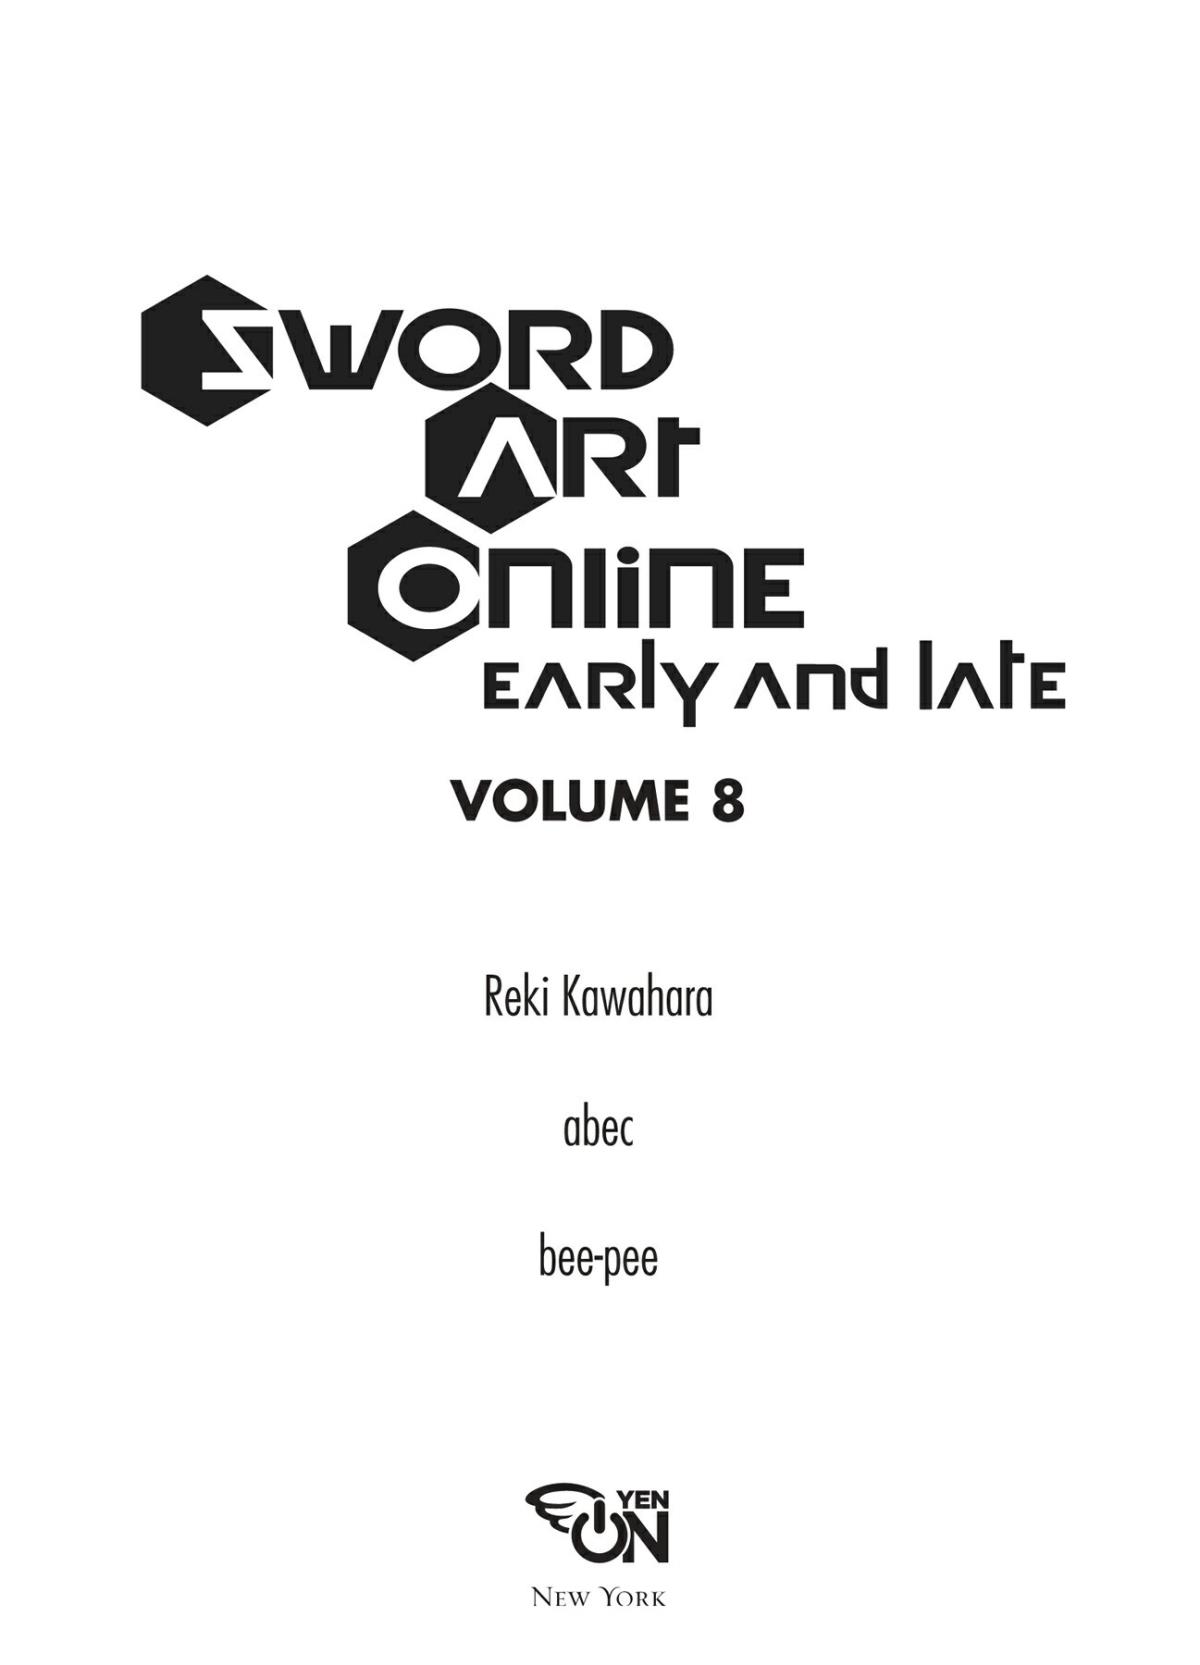 SWORD
ART
ONLINE
EARLY AND LATE
VOLUME 8
Reki Kawahara
abec
bee-pee
YEN
ON
NEW YORK